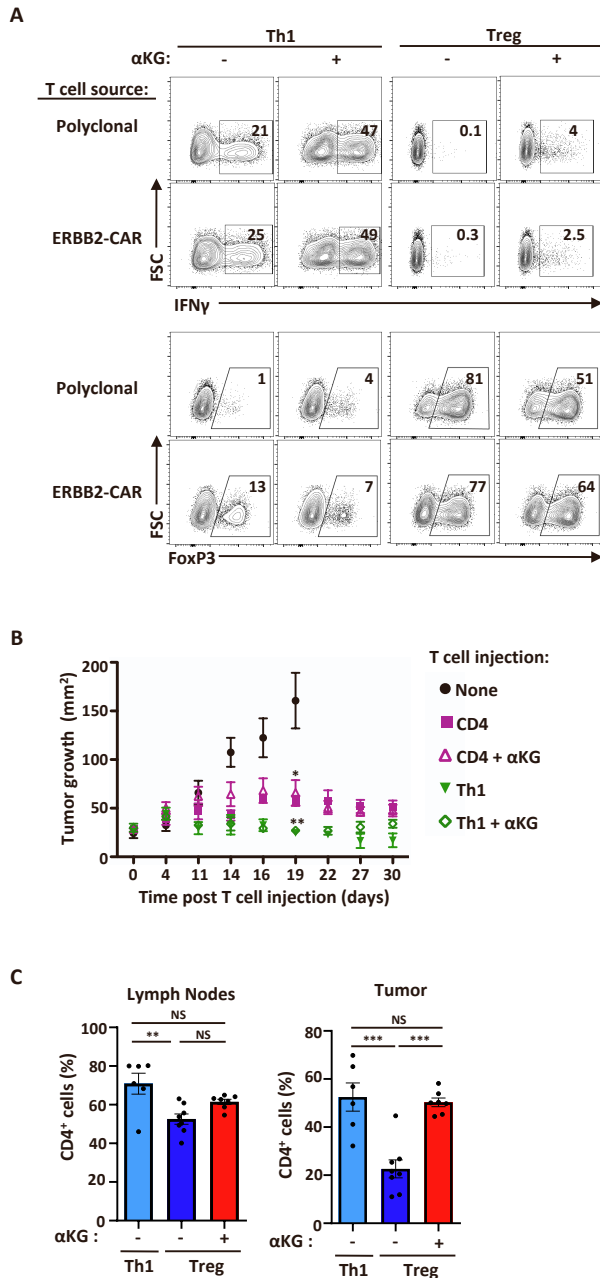 A
Th1 Treg
αKG: - + - +
T cell source:
Polyclonal 21 47 0.1 4
ERBB2-CAR 25 49 0.3 2.5
FSC
IFNγ
Polyclonal 1 4 81 51
ERBB2-CAR 13 7 77 64
FSC
FoxP3
B
Tumor growth (mm²)
200
150
100
50
0
*
**
0 4 11 14 16 19 22 27 30
Time post T cell injection (days)
T cell injection:
None
CD4
CD4 + αKG
Th1
Th1 + αKG
C
Lymph Nodes
CD4⁺ cells (%)
100
80
60
40
20
0
NS
** NS
αKG : - - +
Th1 Treg
Tumor
CD4⁺ cells (%)
60
40
20
0
NS
*** ***
αKG : - - +
Th1 Treg